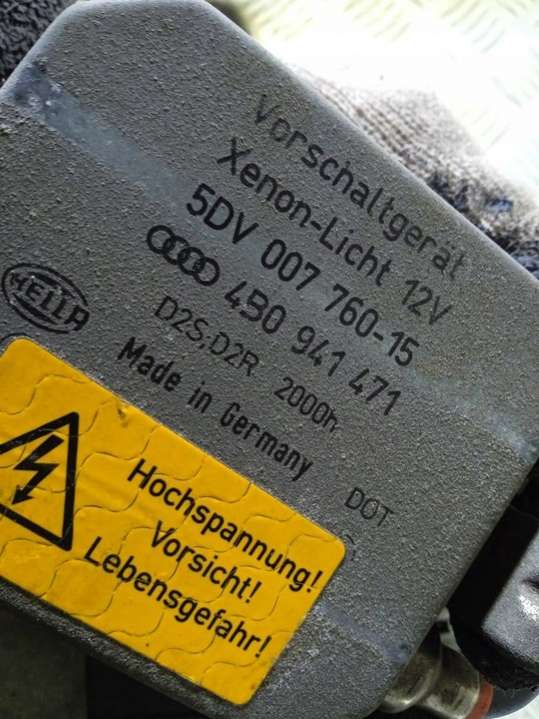 Vorschaltgerät
Xenon-Licht 12V
5DV 007 760-15
4B0 941 471
HELLA
D2S,D2R 2000h
Made in Germany
DOT
Hochspannung!
Vorsicht!
Lebensgefahr!